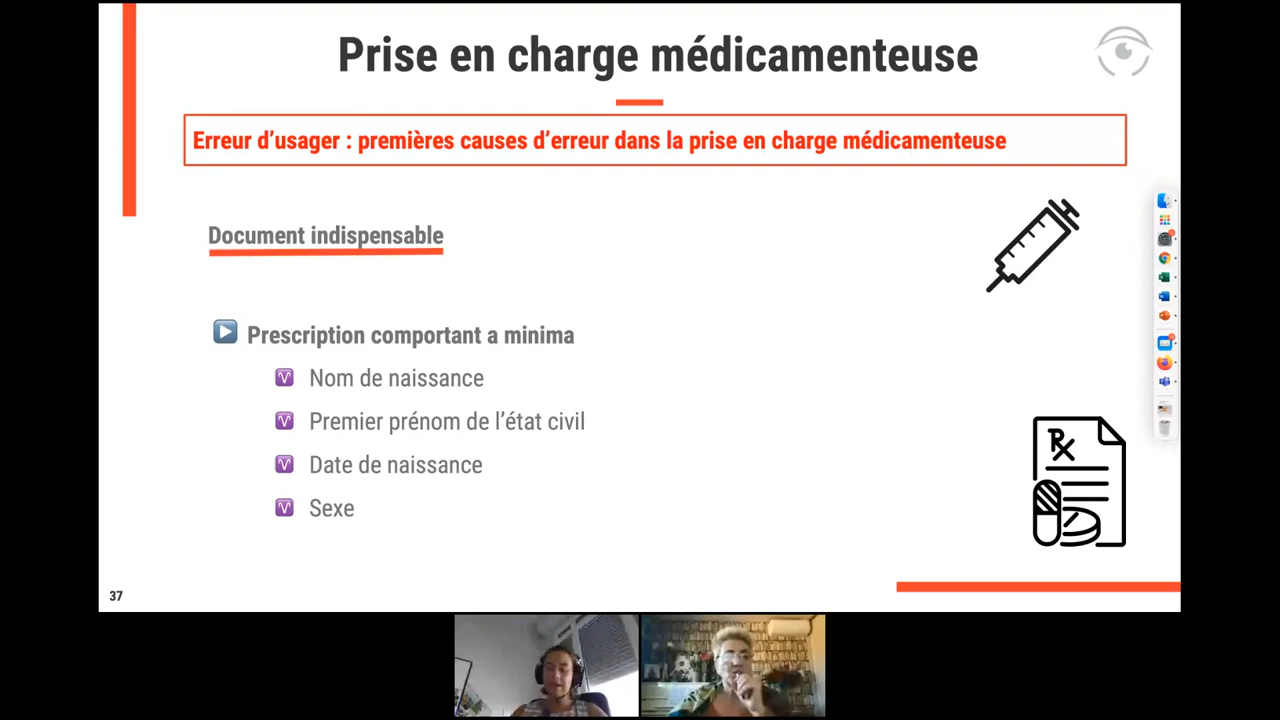 Prise en charge médicamenteuse
Erreur d’usager : premières causes d’erreur dans la prise en charge médicamenteuse
Document indispensable
Prescription comportant a minima
Nom de naissance
Premier prénom de l’état civil
Date de naissance
Sexe
Rx
37